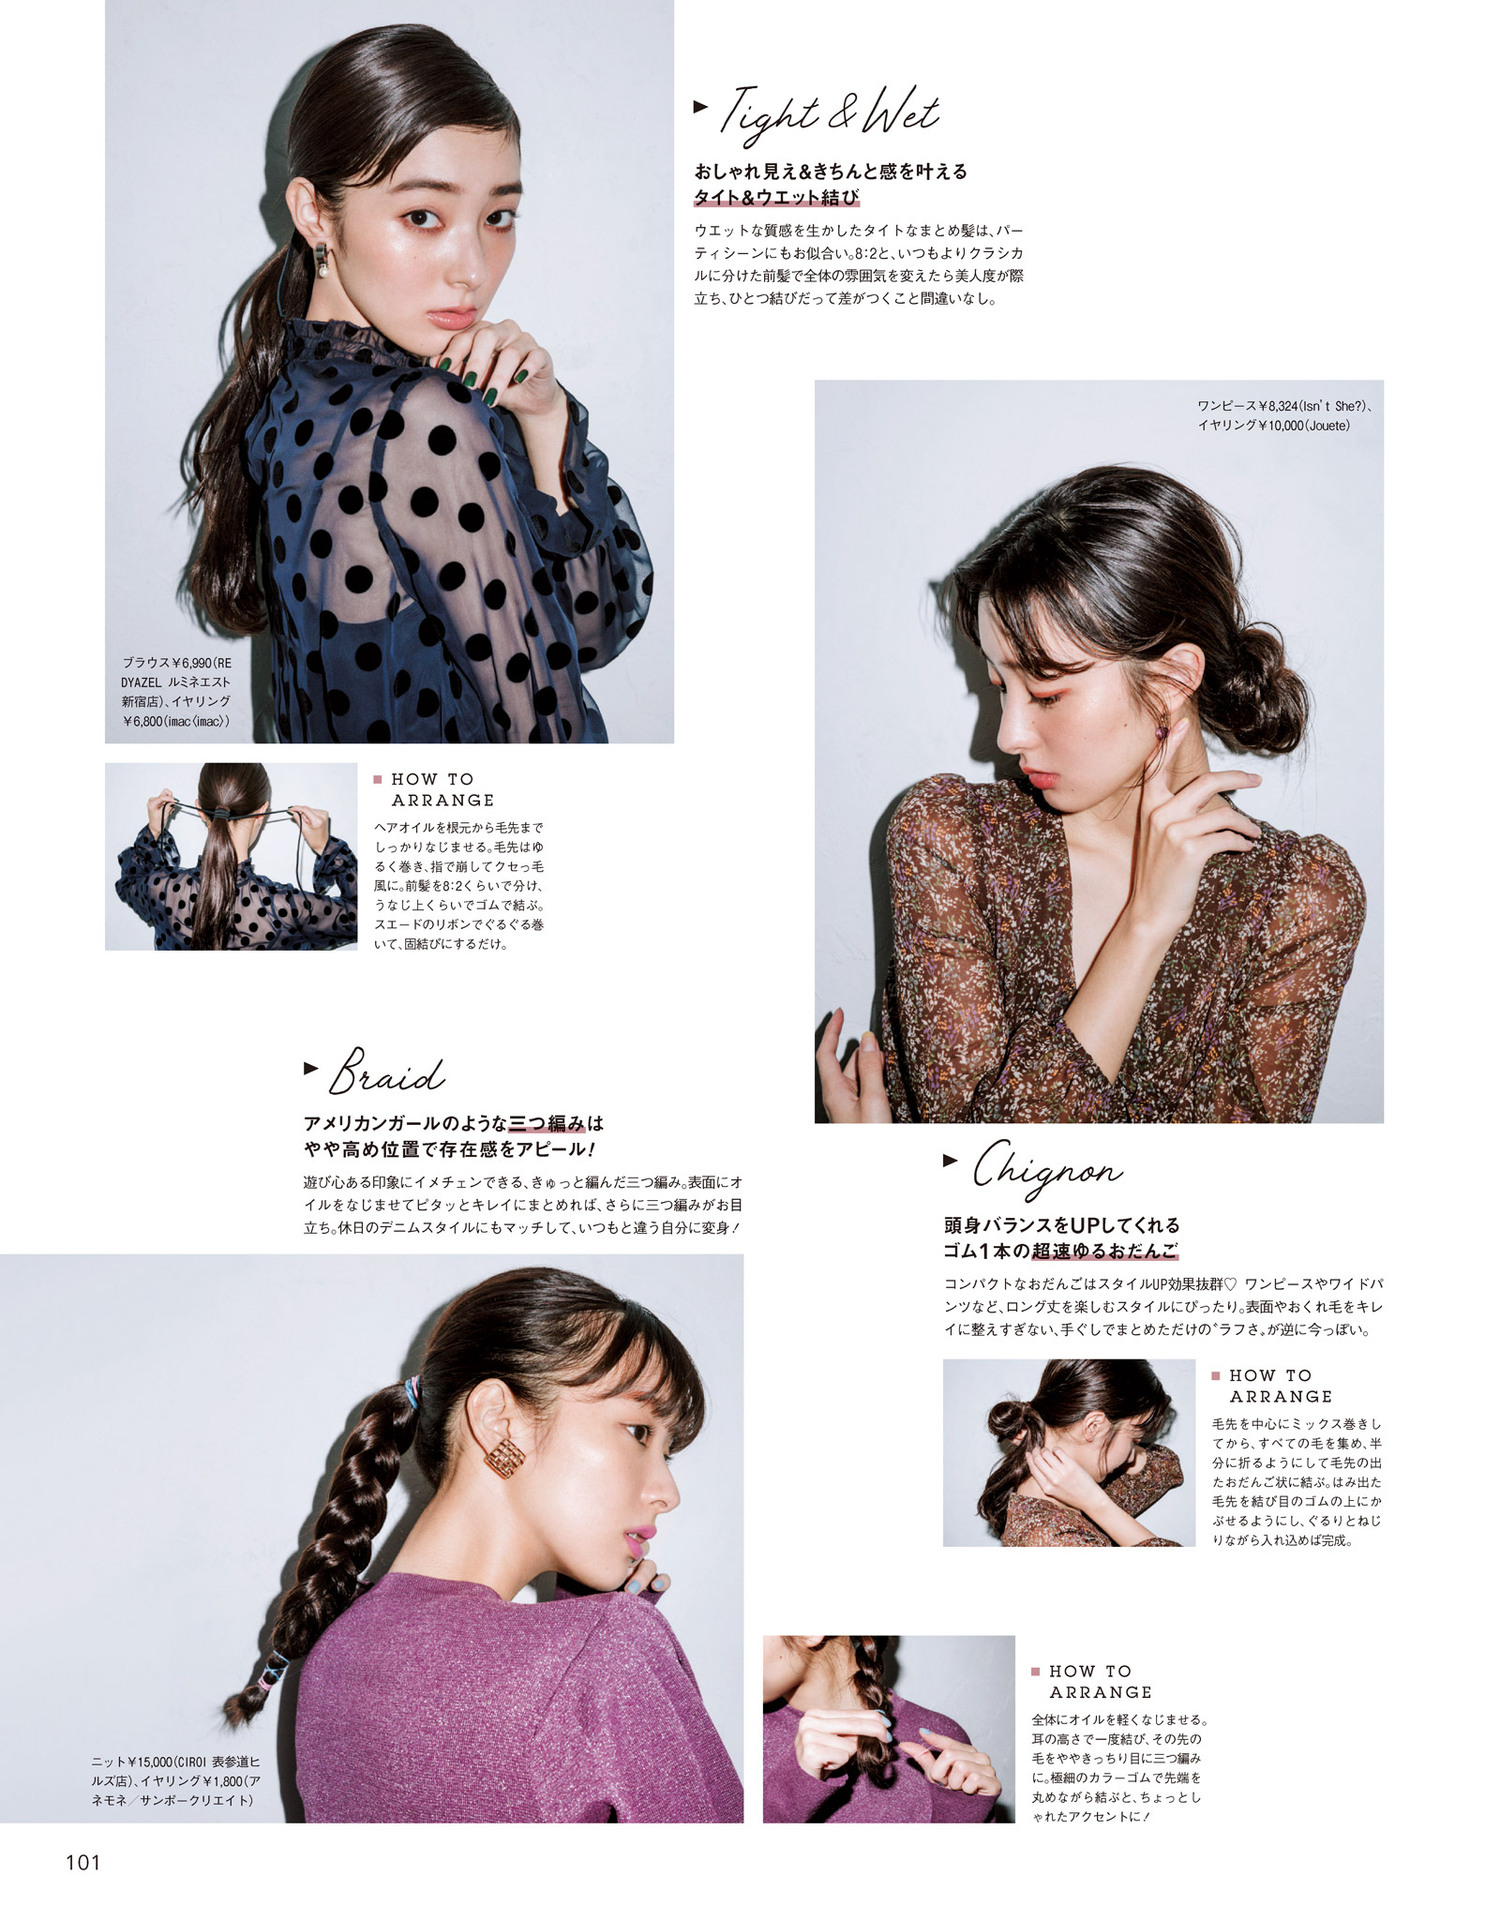 Tight & Wet
おしゃれ見え&きちんと感を叶える
タイト&ウエット結び
ウエットな質感を生かしたタイトなまとめ髪は、パー
ティシーンにもお似合い。8:2と、いつもよりクラシカ
ルに分けた前髪で全体の雰囲気を変えたら美人度が際
立ち、ひとつ結びだって差がつくこと間違いなし。
ブラウス¥6,990(RE
DYAZEL ルミネエスト
新宿店)、イヤリング
¥6,800(imac〈imac〉)
HOW TO
ARRANGE
ヘアオイルを根元から毛先まで
しっかりなじませる。毛先はゆ
るく巻き、指で崩してクセっ毛
風に。前髪を8:2くらいで分け、
うなじ上くらいでゴムで結ぶ。
スエードのリボンでぐるぐる巻
いて、固結びにするだけ。
ワンピース¥8,324(Isn't She?)、
イヤリング¥10,000(Jouete)
Chignon
頭身バランスをUPしてくれる
ゴム1本の超速ゆるおだんご
コンパクトなおだんごはスタイルUP効果抜群♡ ワンピースやワイドパ
ンツなど、ロング丈を楽しむスタイルにぴったり。表面やおくれ毛をキレ
イに整えすぎない、手ぐしでまとめただけの〝ラフさ〟が逆に今っぽい。
HOW TO
ARRANGE
毛先を中心にミックス巻きし
てから、すべての毛を集め、半
分に折るようにして毛先の出
たおだんご状に結ぶ。はみ出た
毛先を結び目のゴムの上にか
ぶせるようにし、ぐるりとねじ
りながら入れ込めば完成。
Braid
アメリカンガールのような三つ編みは
やや高め位置で存在感をアピール!
遊び心ある印象にイメチェンできる、きゅっと編んだ三つ編み。表面にオ
イルをなじませてピタッとキレイにまとめれば、さらに三つ編みがお目
立ち。休日のデニムスタイルにもマッチして、いつもと違う自分に変身!
ニット¥15,000(CIROI 表参道ヒ
ルズ店)、イヤリング¥1,800(ア
ネモネ/サンポークリエイト)
HOW TO
ARRANGE
全体にオイルを軽くなじませる。
耳の高さで一度結び、その先の
毛をややきっちり目に三つ編み
に。極細のカラーゴムで先端を
丸めながら結ぶと、ちょっとし
ゃれたアクセントに!
101